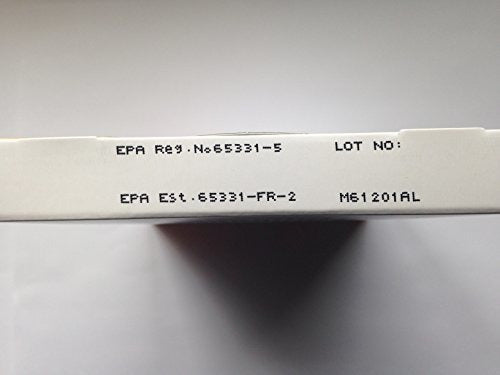 EPA Reg.No65331-5 LOT NO:
EPA Est.65331-FR-2 M61201AL